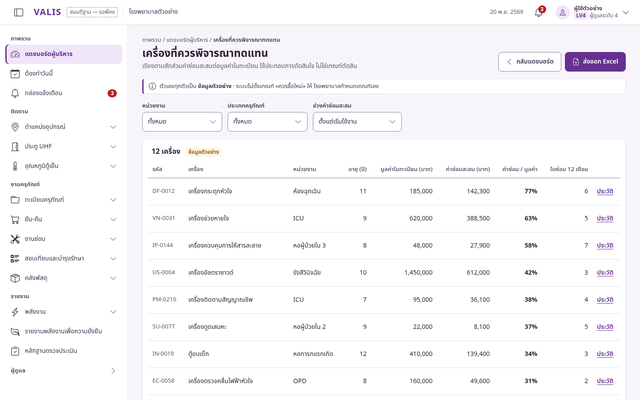 VALIS
ต้นแบบ — รอพี่ตรวจ
โรงพยาบาลตัวอย่าง
20 พ.ย. 2569
3
ผู้ใช้ตัวอย่าง
LV4 ผู้ดูแลระดับ 4
ภาพรวม
แดชบอร์ดผู้บริหาร
ต้องทำวันนี้
กล่องแจ้งเตือน
3
ติดตาม
ตำแหน่งอุปกรณ์
ประตู UHF
อุณหภูมิตู้เย็น
งานครุภัณฑ์
ทะเบียนครุภัณฑ์
ยืม-คืน
งานซ่อม
สอบเทียบและบำรุงรักษา
คลังพัสดุ
รายงาน
พลังงาน
รายงานพลังงานเพื่อความยั่งยืน
หลักฐานตรวจประเมิน
ผู้ดูแล
ภาพรวม / แดชบอร์ดผู้บริหาร / เครื่องที่ควรพิจารณาทดแทน
เครื่องที่ควรพิจารณาทดแทน
เรียงตามสัดส่วนค่าซ่อมสะสมต่อมูลค่าในทะเบียน ใช้ประกอบการตัดสินใจ ไม่ใช่เกณฑ์ตัดสิน
กลับแดชบอร์ด
ส่งออก Excel
ตัวเลขทุกตัวเป็น ข้อมูลตัวอย่าง · ระบบไม่ตั้งเกณฑ์ «ควรซื้อใหม่» ให้ โรงพยาบาลกำหนดเกณฑ์เอง
หน่วยงาน
ประเภทครุภัณฑ์
ช่วงค่าซ่อมสะสม
ทั้งหมด
ทั้งหมด
ตั้งแต่เริ่มใช้งาน
12 เครื่อง ข้อมูลตัวอย่าง
รหัส เครื่อง หน่วยงาน อายุ (ปี) มูลค่าในทะเบียน (บาท) ค่าซ่อมสะสม (บาท) ค่าซ่อม / มูลค่า ใบซ่อม 12 เดือน
DF-0012 เครื่องกระตุกหัวใจ ห้องฉุกเฉิน 11 185,000 142,300 77% 6 ประวัติ
VN-0031 เครื่องช่วยหายใจ ICU 9 620,000 388,500 63% 5 ประวัติ
IP-0144 เครื่องควบคุมการให้สารละลาย หอผู้ป่วยใน 3 8 48,000 27,900 58% 7 ประวัติ
US-0004 เครื่องอัลตราซาวด์ รังสีวินิจฉัย 10 1,450,000 612,000 42% 3 ประวัติ
PM-0210 เครื่องติดตามสัญญาณชีพ ICU 7 95,000 36,100 38% 4 ประวัติ
SU-0077 เครื่องดูดเสมหะ หอผู้ป่วยใน 2 9 22,000 8,100 37% 5 ประวัติ
IN-0019 ตู้อบเด็ก หอทารกแรกเกิด 12 410,000 139,400 34% 3 ประวัติ
EC-0058 เครื่องตรวจคลื่นไฟฟ้าหัวใจ OPD 8 160,000 49,600 31% 2 ประวัติ